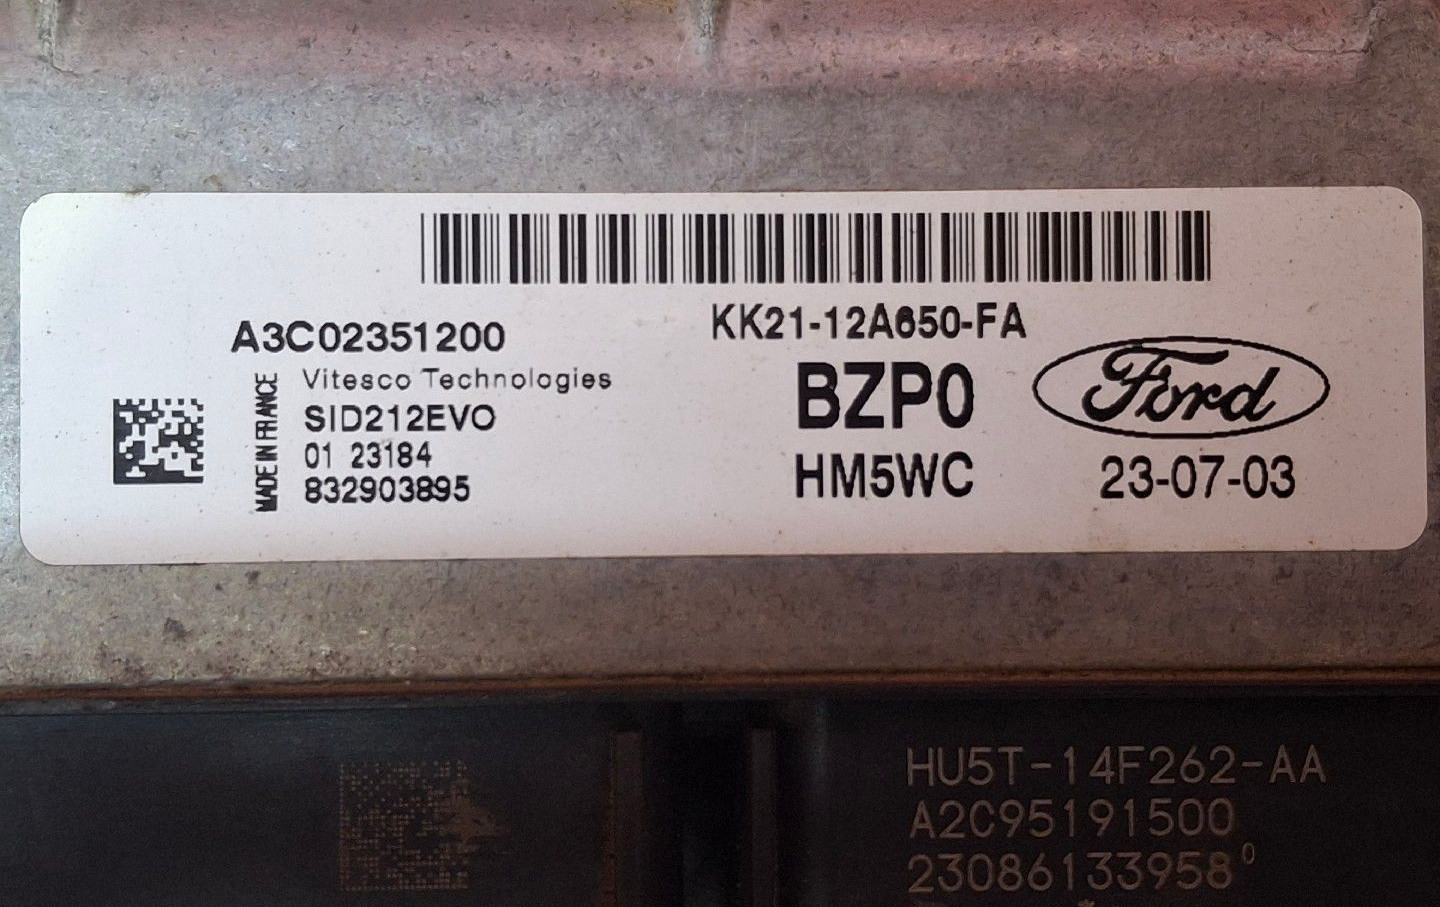 A3C02351200
KK21-12A650-FA
MADE IN FRANCE
Vitesco Technologies
SID212EVO
01 23184
832903895
BZP0
HM5WC
Ford
23-07-03
HU5T-14F262-AA
A2C95191500
23086133958⁰